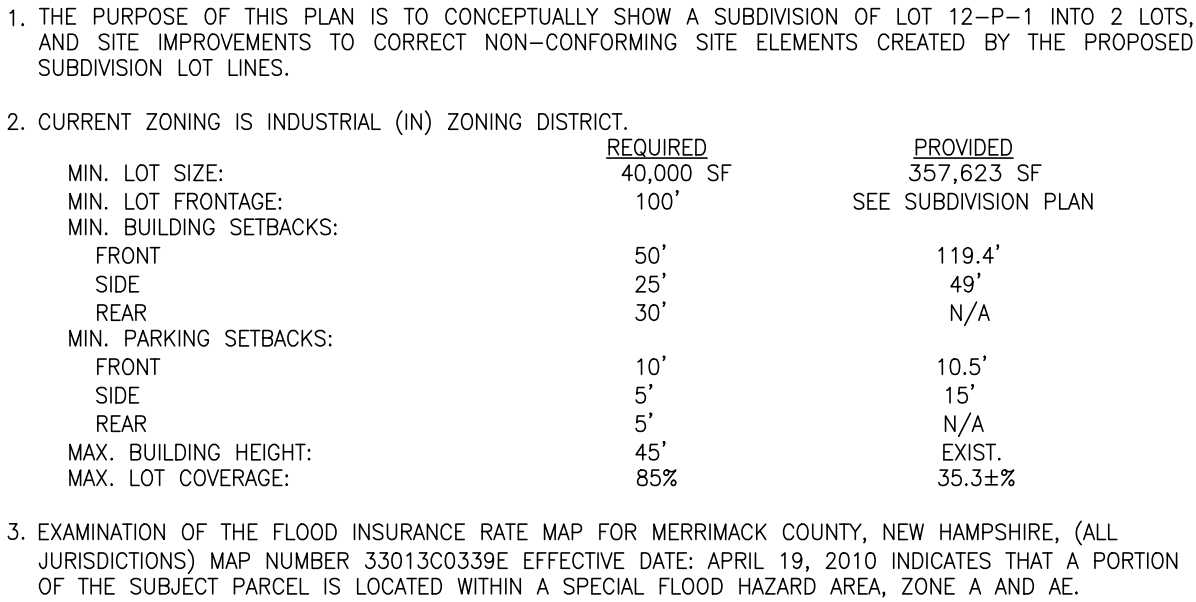 1. THE PURPOSE OF THIS PLAN IS TO CONCEPTUALLY SHOW A SUBDIVISION OF LOT 12-P-1 INTO 2 LOTS,
AND SITE IMPROVEMENTS TO CORRECT NON-CONFORMING SITE ELEMENTS CREATED BY THE PROPOSED
SUBDIVISION LOT LINES.
2. CURRENT ZONING IS INDUSTRIAL (IN) ZONING DISTRICT.
REQUIRED PROVIDED
MIN. LOT SIZE: 40,000 SF 357,623 SF
MIN. LOT FRONTAGE: 100' SEE SUBDIVISION PLAN
MIN. BUILDING SETBACKS:
FRONT 50' 119.4'
SIDE 25' 49'
REAR 30' N/A
MIN. PARKING SETBACKS:
FRONT 10' 10.5'
SIDE 5' 15'
REAR 5' N/A
MAX. BUILDING HEIGHT: 45' EXIST.
MAX. LOT COVERAGE: 85% 35.3±%
3. EXAMINATION OF THE FLOOD INSURANCE RATE MAP FOR MERRIMACK COUNTY, NEW HAMPSHIRE, (ALL
JURISDICTIONS) MAP NUMBER 33013C0339E EFFECTIVE DATE: APRIL 19, 2010 INDICATES THAT A PORTION
OF THE SUBJECT PARCEL IS LOCATED WITHIN A SPECIAL FLOOD HAZARD AREA, ZONE A AND AE.